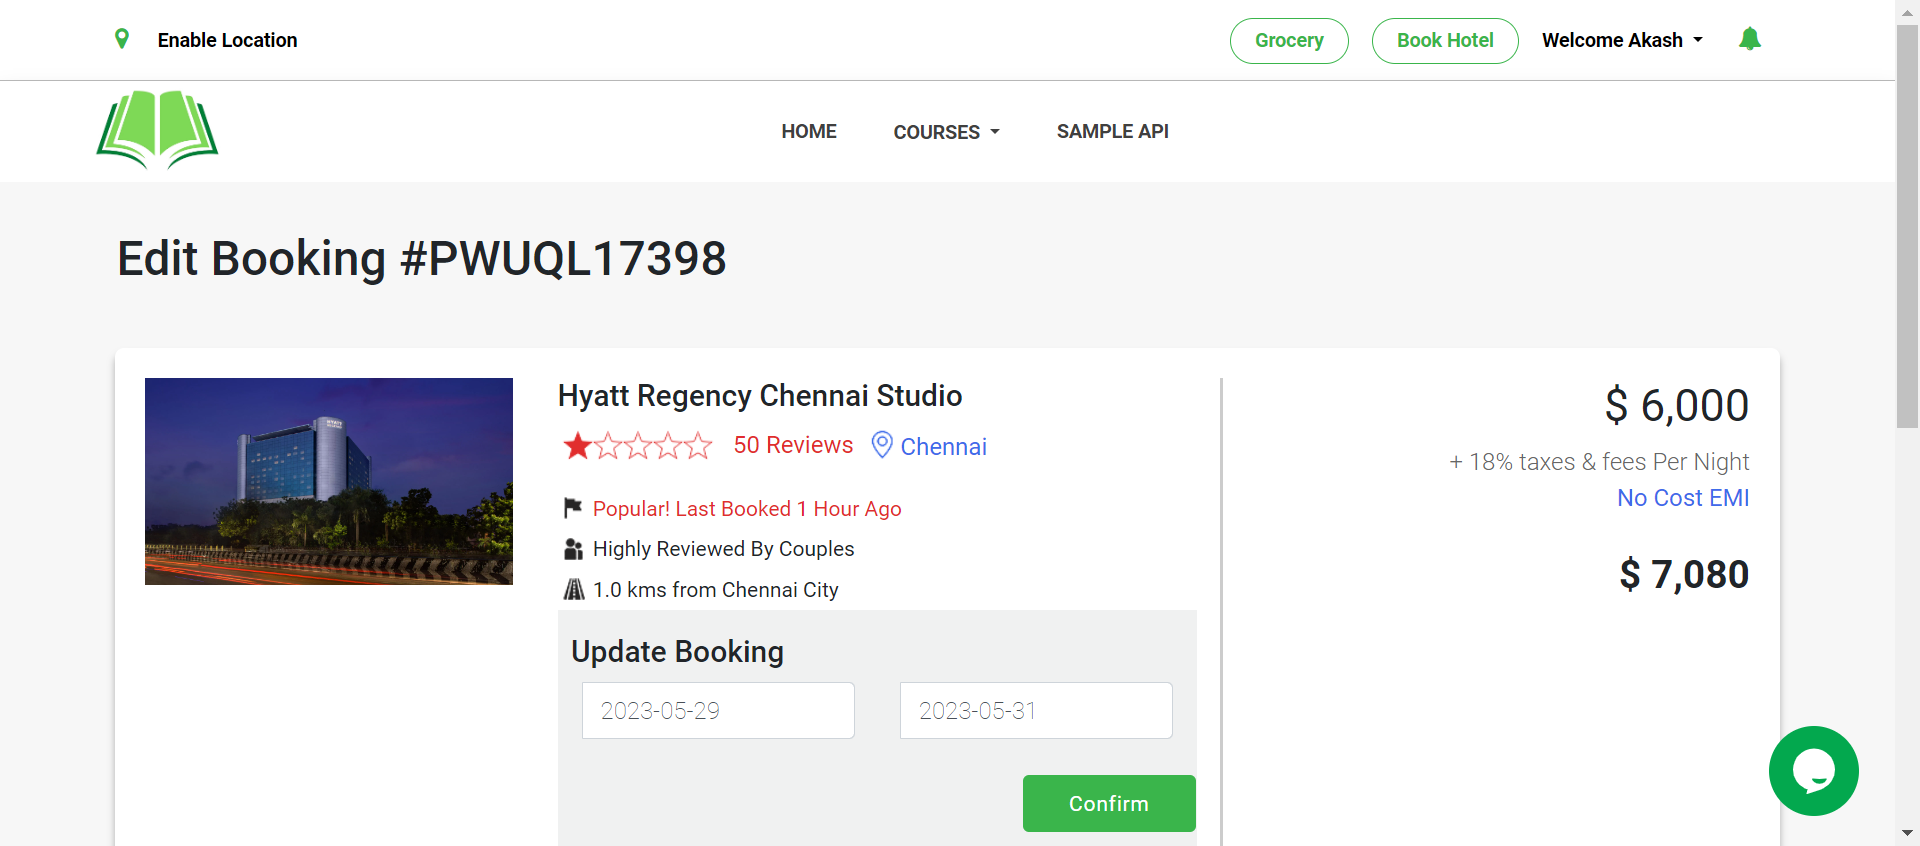 Enable Location
Grocery
Book Hotel
Welcome Akash
HOME
COURSES
SAMPLE API
Edit Booking #PWUQL17398
Hyatt Regency Chennai Studio
50 Reviews
Chennai
Popular! Last Booked 1 Hour Ago
Highly Reviewed By Couples
1.0 kms from Chennai City
$ 6,000
+ 18% taxes & fees Per Night
No Cost EMI
$ 7,080
Update Booking
2023-05-29
2023-05-31
Confirm